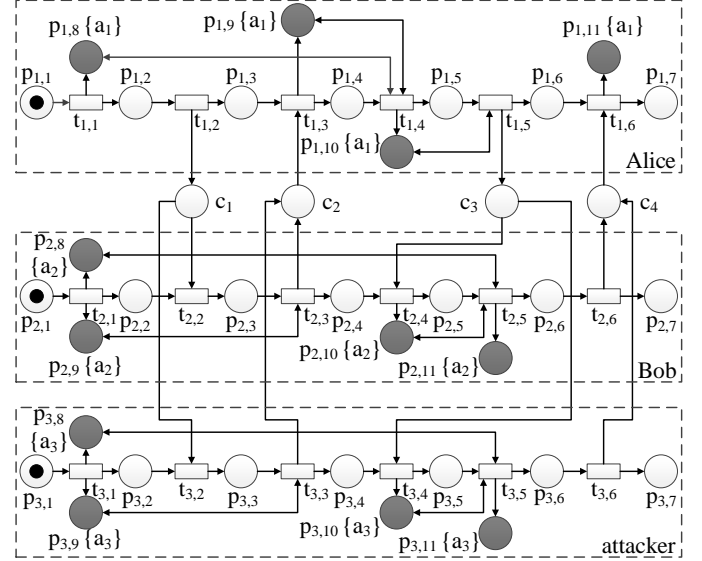 p1,8 {a1}
p1,9 {a1}
p1,11 {a1}
p1,1
p1,2
p1,3
p1,4
p1,5
p1,6
p1,7
t1,1
t1,2
t1,3
t1,4
t1,5
t1,6
p1,10 {a1}
Alice
c1
c2
c3
c4
p2,8
{a2}
p2,1
t2,1
p2,2
t2,2
p2,3
t2,3
p2,4
t2,4
p2,5
t2,5
p2,6
t2,6
p2,7
p2,9 {a2}
p2,10 {a2}
p2,11 {a2}
Bob
p3,8
{a3}
p3,1
t3,1
p3,2
t3,2
p3,3
t3,3
p3,4
t3,4
p3,5
t3,5
p3,6
t3,6
p3,7
p3,9 {a3}
p3,10 {a3}
p3,11 {a3}
attacker